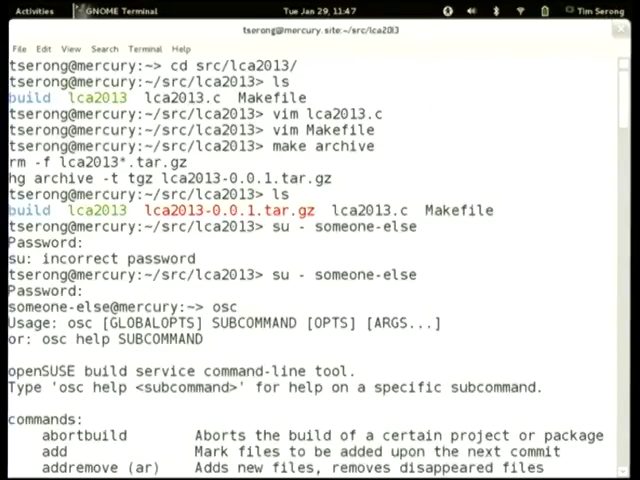 Activities GNOME Terminal Tue Jan 29, 11:47 Tim Serong
tserong@mercury.site:~/src/lca2013
File Edit View Search Terminal Help
tserong@mercury:~> cd src/lca2013/
tserong@mercury:~/src/lca2013> ls
build lca2013 lca2013.c Makefile
tserong@mercury:~/src/lca2013> vim lca2013.c
tserong@mercury:~/src/lca2013> vim Makefile
tserong@mercury:~/src/lca2013> make archive
rm -f lca2013*.tar.gz
hg archive -t tgz lca2013-0.0.1.tar.gz
tserong@mercury:~/src/lca2013> ls
build lca2013 lca2013-0.0.1.tar.gz lca2013.c Makefile
tserong@mercury:~/src/lca2013> su - someone-else
Password:
su: incorrect password
tserong@mercury:~/src/lca2013> su - someone-else
Password:
someone-else@mercury:~> osc
Usage: osc [GLOBALOPTS] SUBCOMMAND [OPTS] [ARGS...]
or: osc help SUBCOMMAND
openSUSE build service command-line tool.
Type 'osc help <subcommand>' for help on a specific subcommand.
commands:
abortbuild Aborts the build of a certain project or package
add Mark files to be added upon the next commit
addremove (ar) Adds new files, removes disappeared files